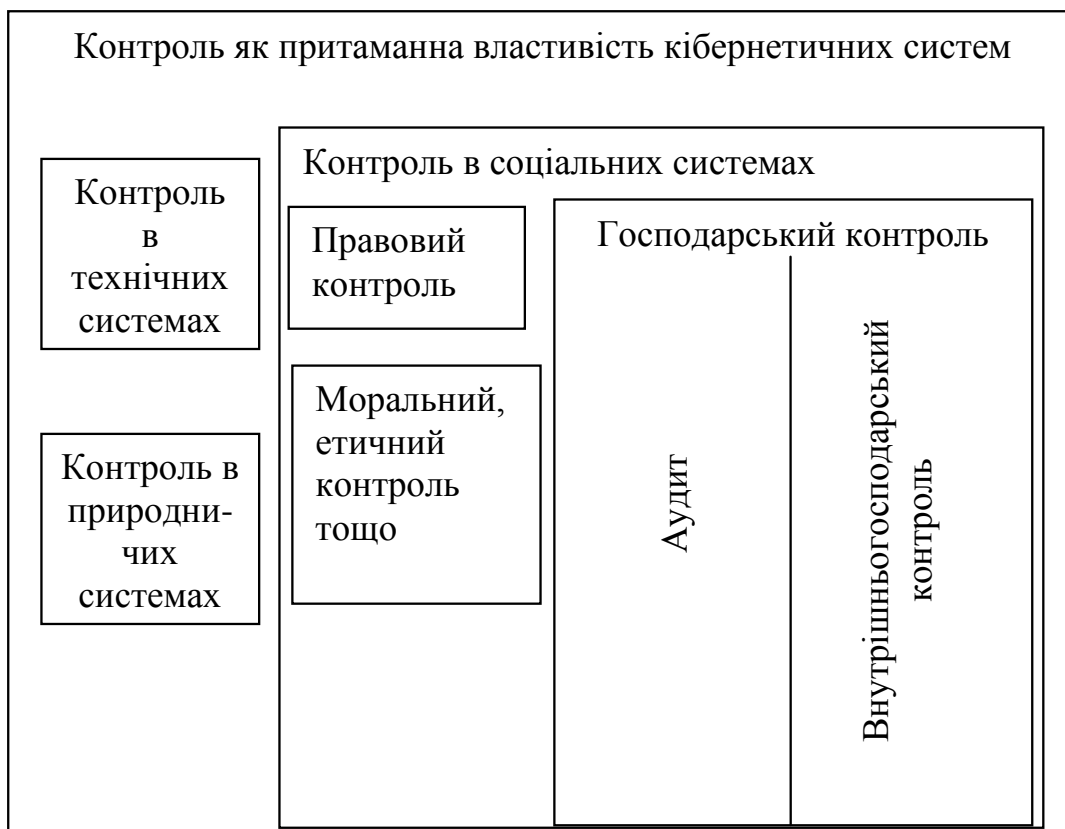 Контроль як притаманна властивість кібернетичних систем
Контроль
в
технічних
системах
Контроль в
природни-
чих
системах
Контроль в соціальних системах
Правовий
контроль
Моральний,
етичний
контроль
тощо
Господарський контроль
Аудит
Внутрішньогосподарський
контроль